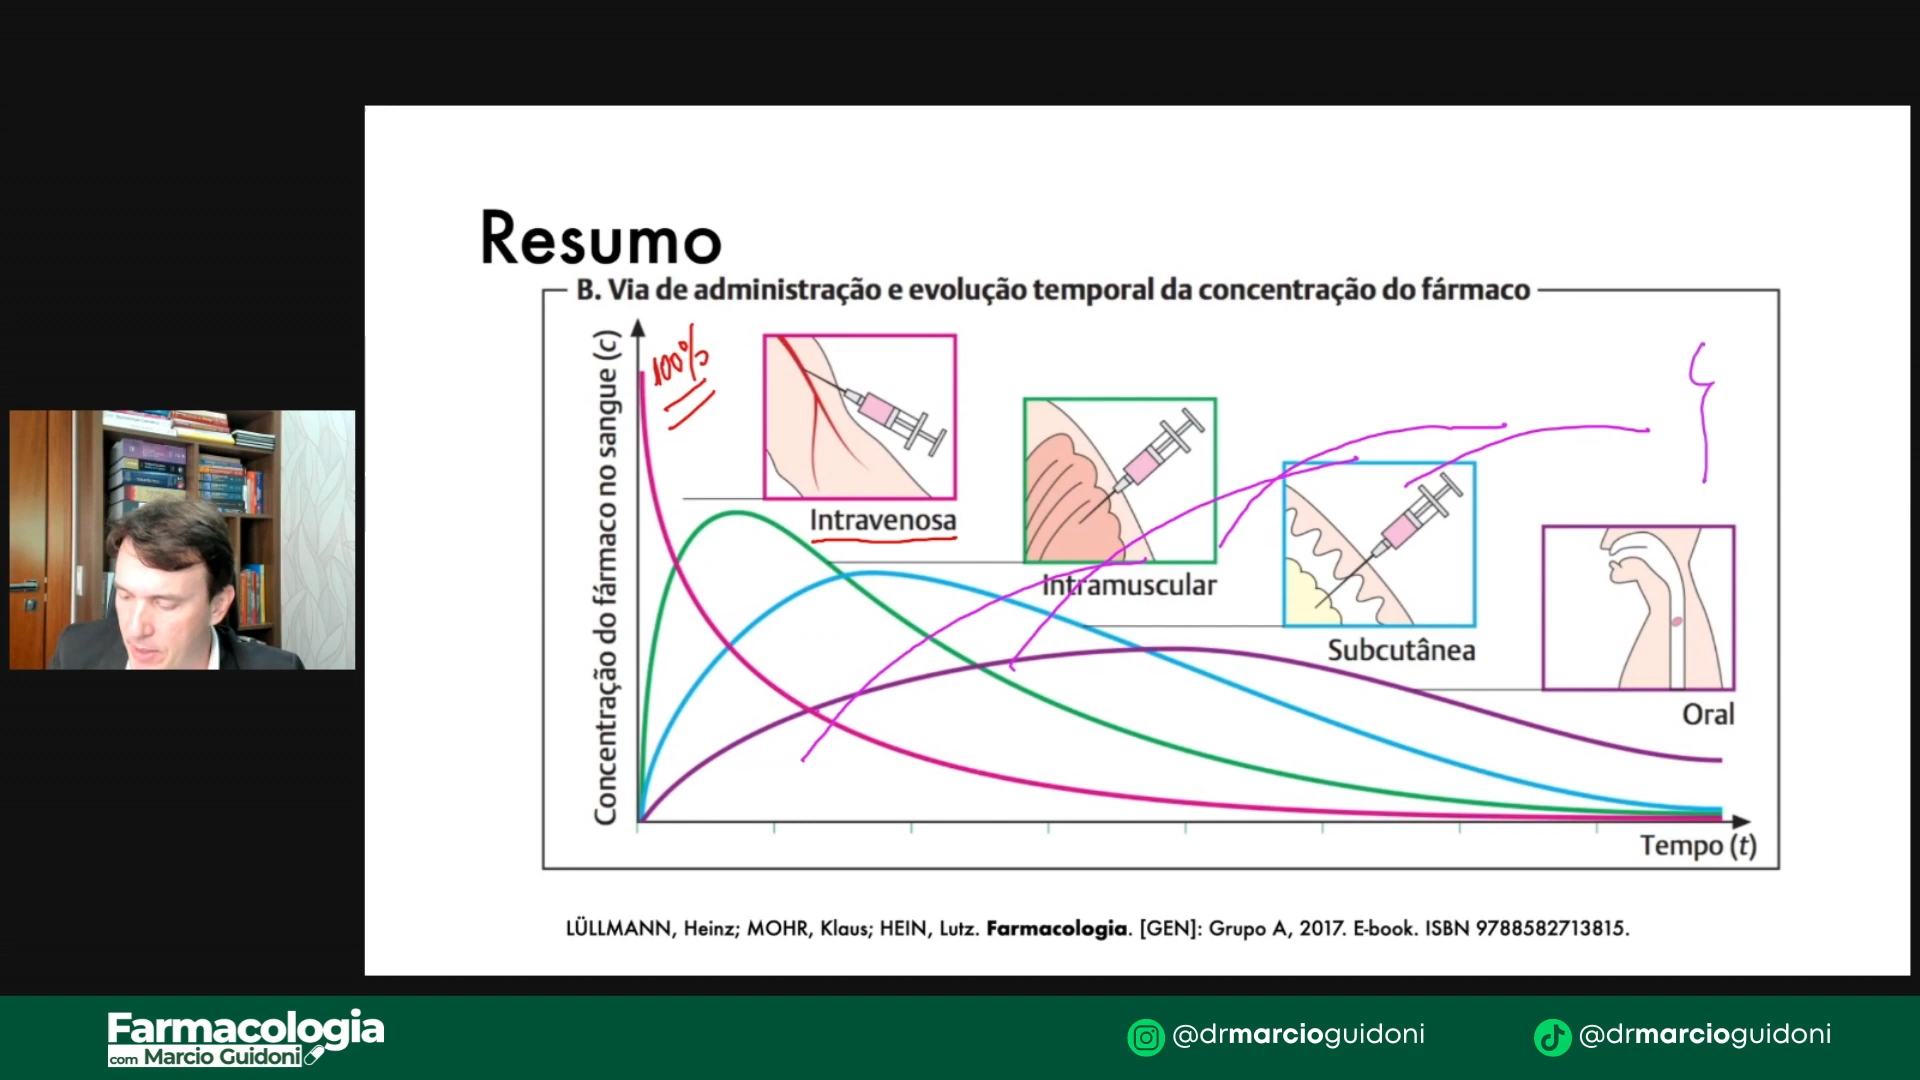 Resumo
B. Via de administração e evolução temporal da concentração do fármaco
Concentração do fármaco no sangue (c)
100%
Intravenosa
Intramuscular
Subcutânea
Oral
Tempo (t)
LÜLLMANN, Heinz; MOHR, Klaus; HEIN, Lutz. Farmacologia. [GEN]: Grupo A, 2017. E-book. ISBN 9788582713815.
Farmacologia
com Marcio Guidoni
@drmarcioguidoni
@drmarcioguidoni